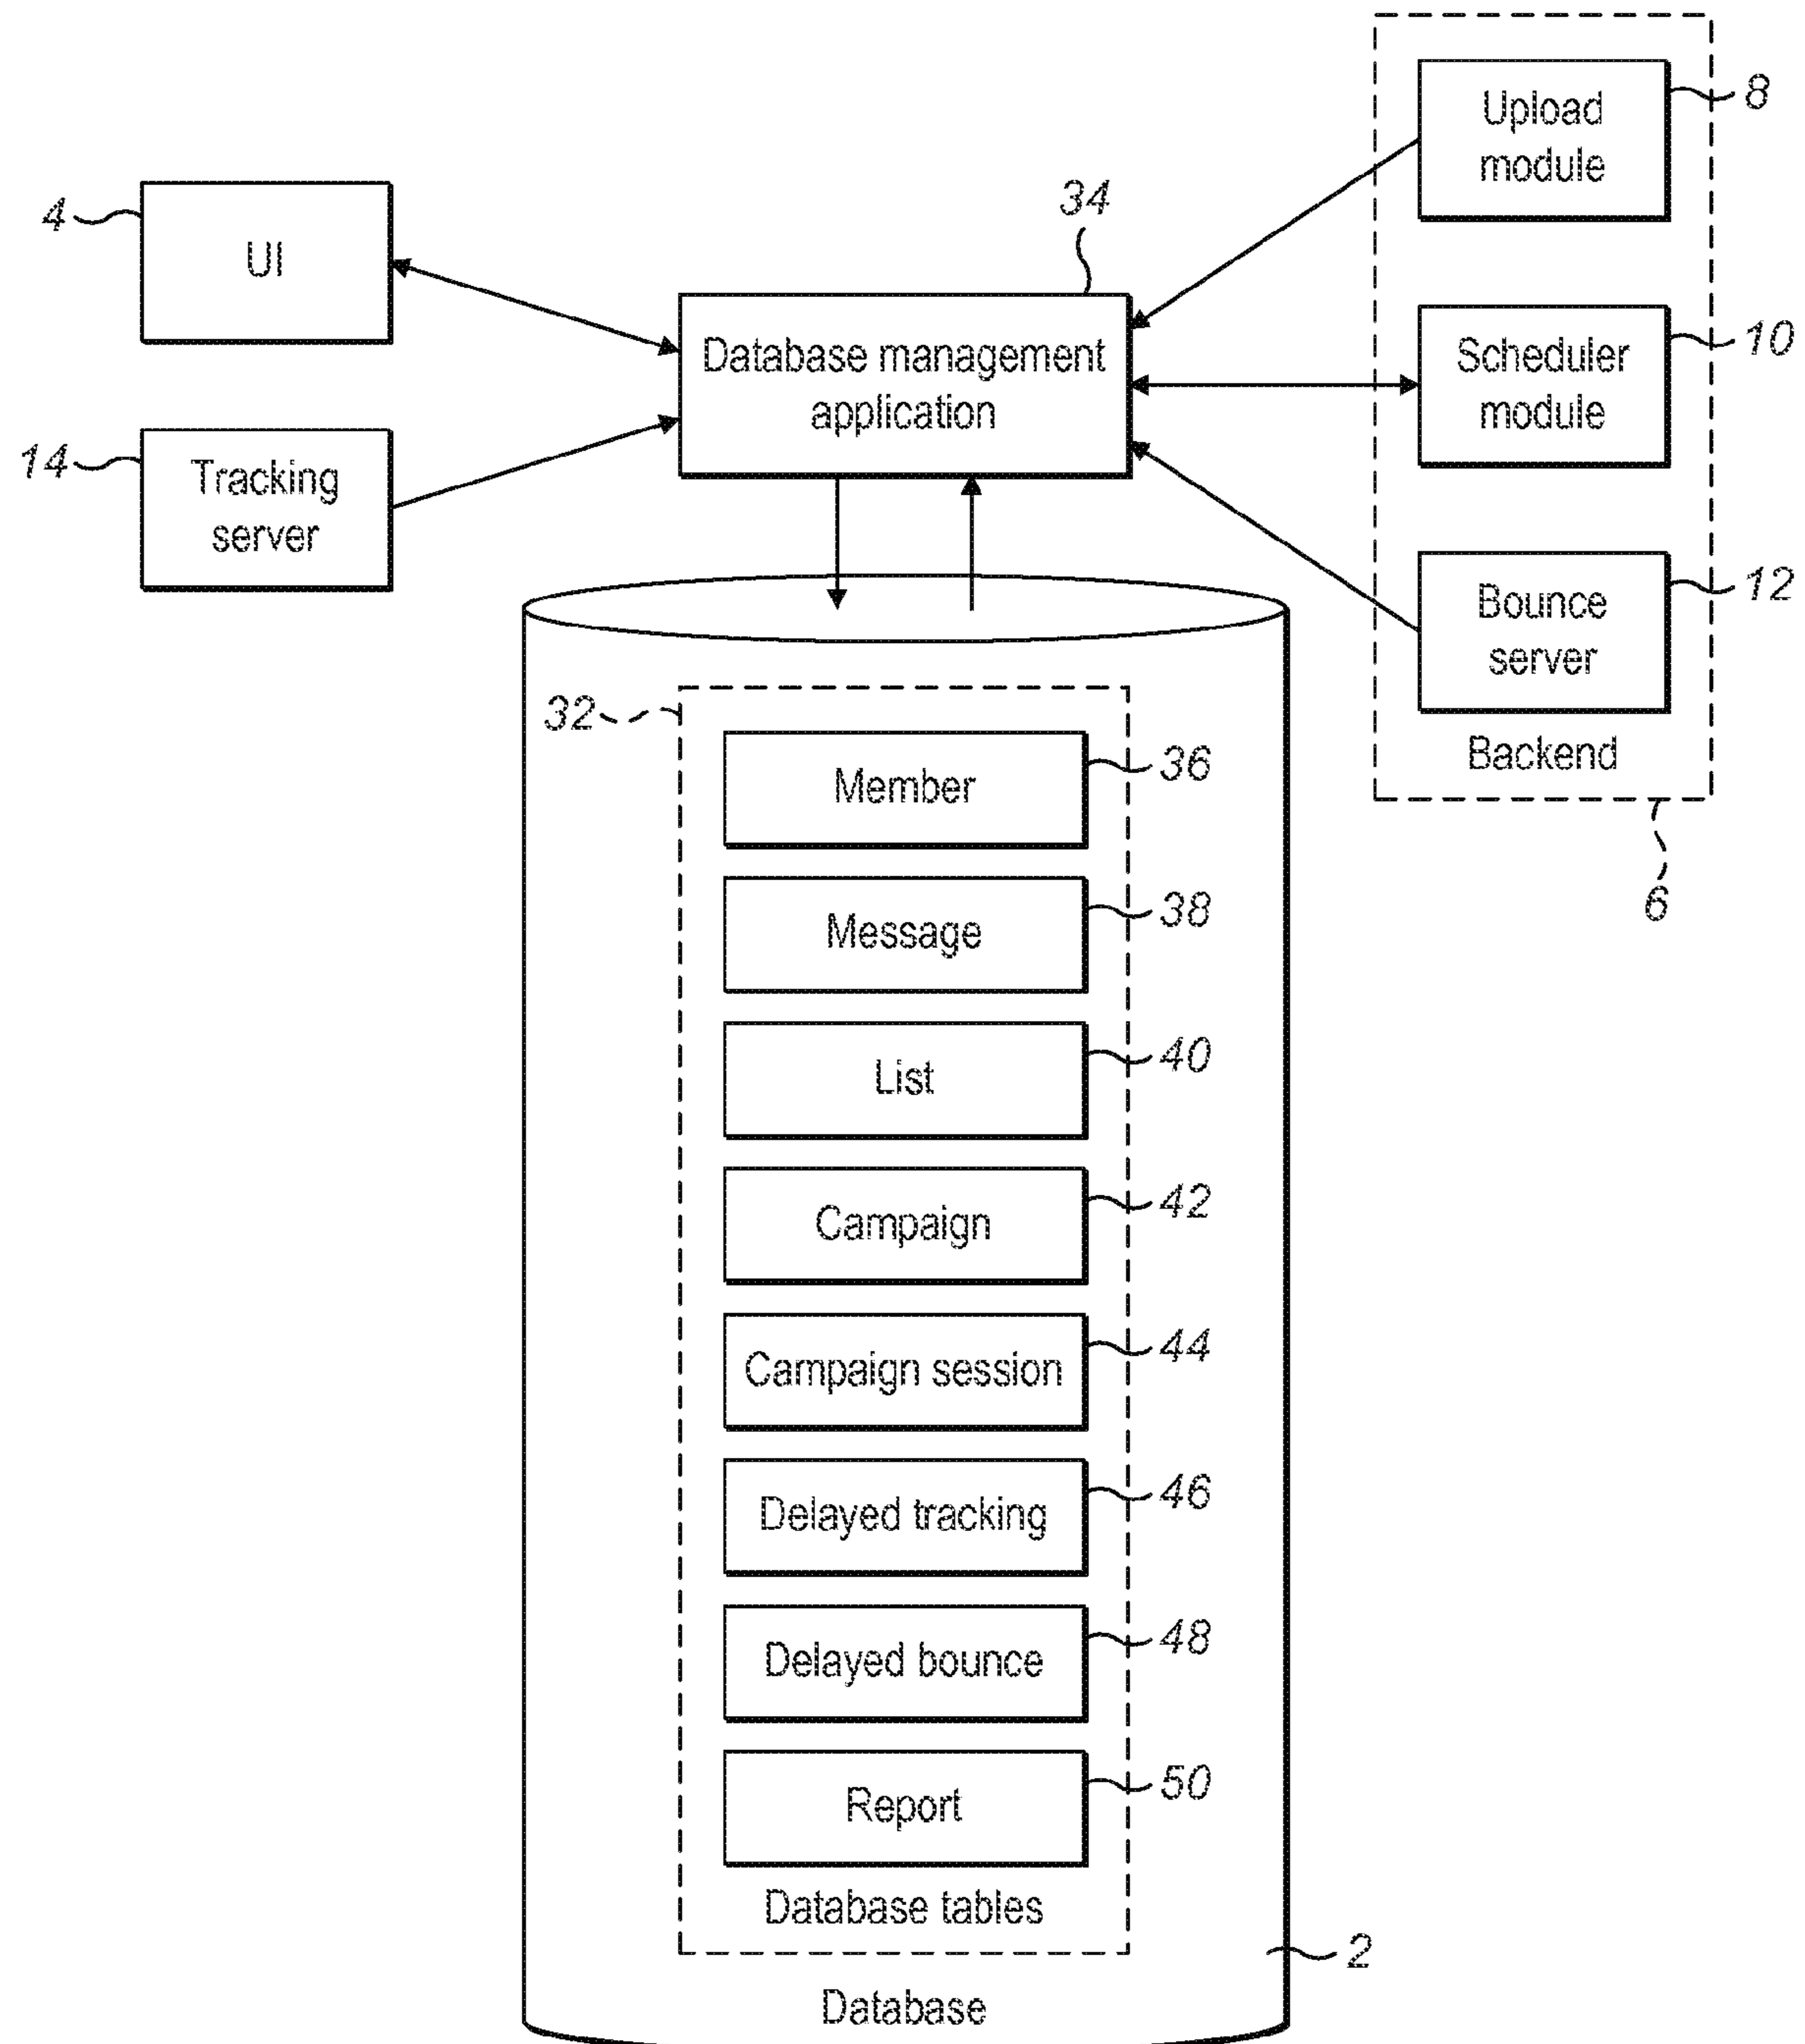 Upload
module
8
34
4
UI
Database management
application
Scheduler
module
10
14
Tracking
server
Bounce
server
12
Backend
6
32
Member
36
Message
38
List
40
Campaign
42
Campaign session
44
Delayed tracking
46
Delayed bounce
48
Report
50
Database tables
2
Database